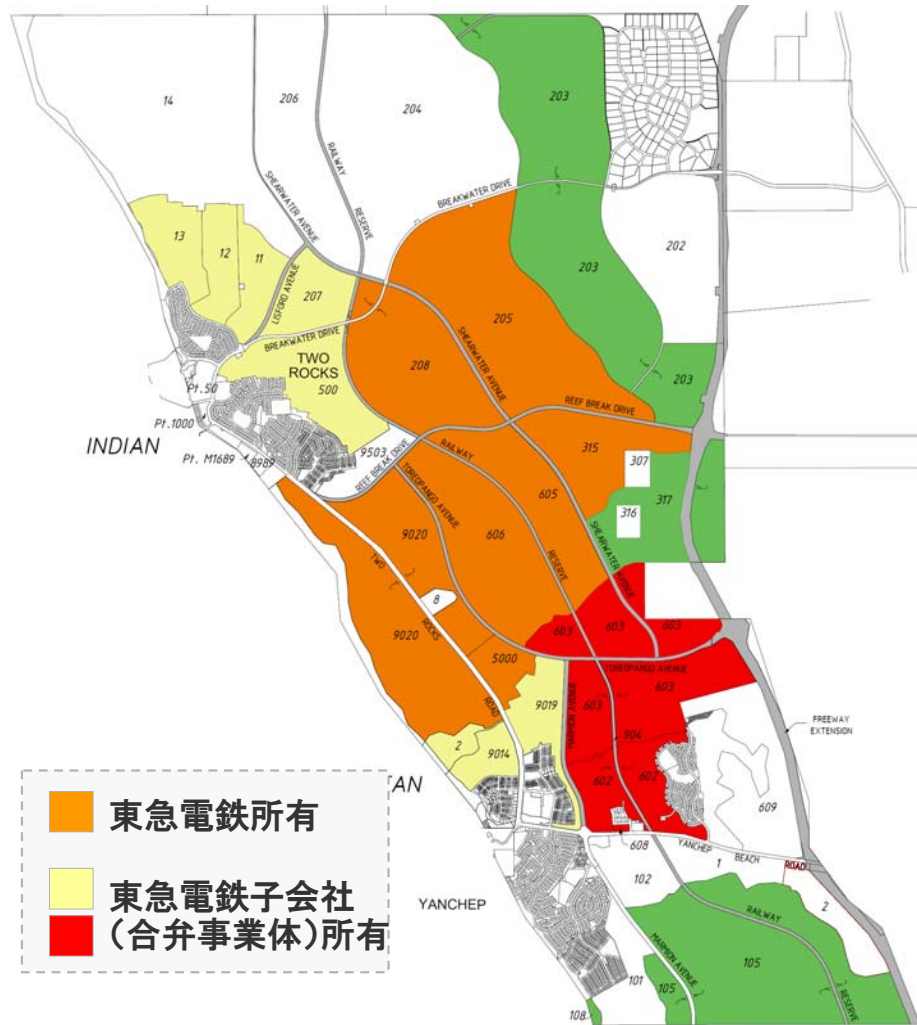 14
206
204
203
SHEARWATER AVENUE
RAILWAY
RESERVE
BREAKWATER DRIVE
13
12
11
LISFORD AVENUE
207
202
203
205
BREAKWATER DRIVE
TWO
ROCKS
500
208
SHEARWATER AVENUE
203
Pt.50
Pt.1000
Pt. M1689
8989
INDIAN
9503
REEF BREAK DRIVE
REEF BREAK DRIVE
RAILWAY
315
307
317
316
TOREOPANGO AVENUE
605
606
9020
RESERVE
SHEARWATER AVENUE
TWO
8
ROCKS
9020
5000
ROAD
603
603
603
TOREOPANGO AVENUE
603
603
9019
MARMION AVENUE
2
9014
904
602
602
FREEWAY
EXTENSION
609
AN
608
YANCHEP
BEACH
ROAD
1
102
2
YANCHEP
RAILWAY
RESERVE
MARMION AVENUE
105
101
105
108
東急電鉄所有
東急電鉄子会社
(合弁事業体)所有